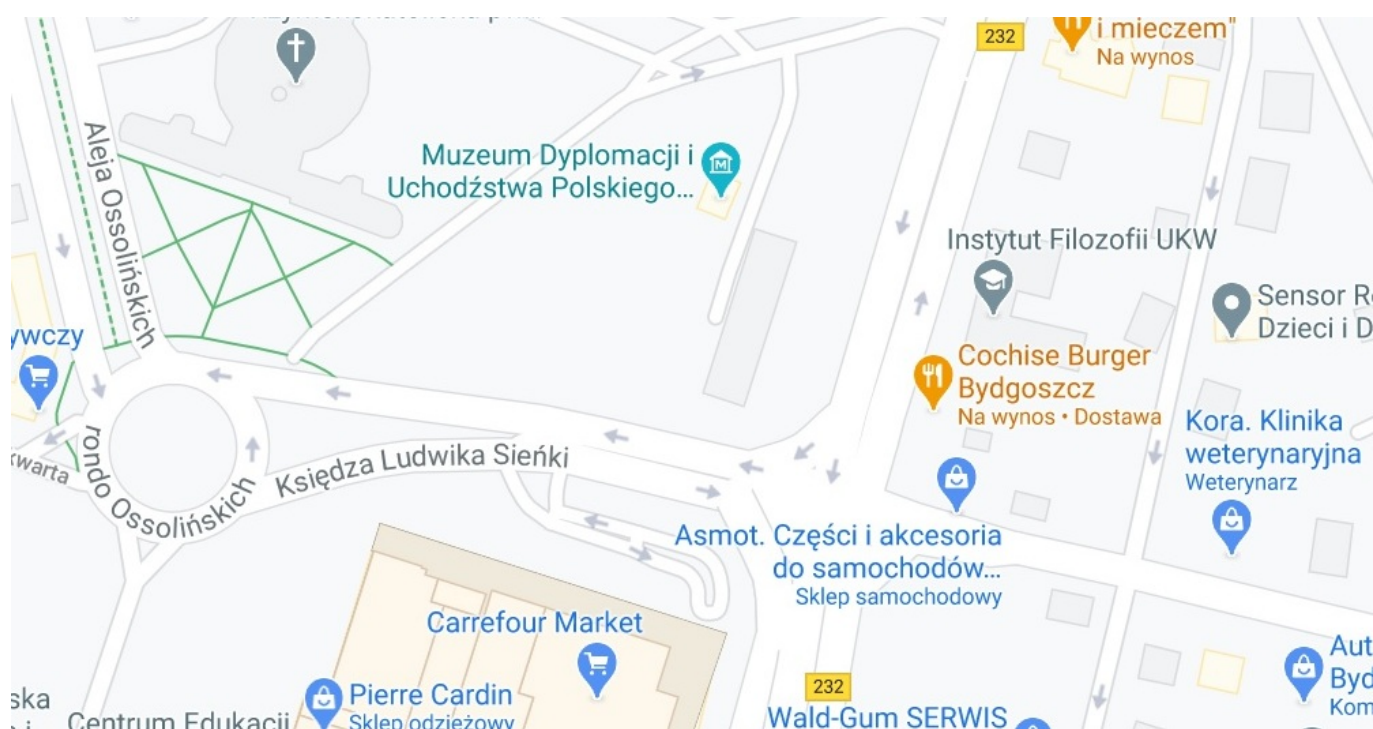 232
i mieczem"
Na wynos
Aleja Ossolińskich
Muzeum Dyplomacji i
Uchodźstwa Polskiego...
Instytut Filozofii UKW
Sensor R
Dzieci i D
ywczy
Cochise Burger
Bydgoszcz
Na wynos • Dostawa
Kora. Klinika
weterynaryjna
Weterynarz
kwarta
rondo Ossolińskich
Księdza Ludwika Sieńki
Asmot. Części i akcesoria
do samochodów...
Sklep samochodowy
Carrefour Market
232
Aut
Byd
Kom
ska
Pierre Cardin
Sklep odzieżowy
Centrum Edukacji
Wald-Gum SERWIS